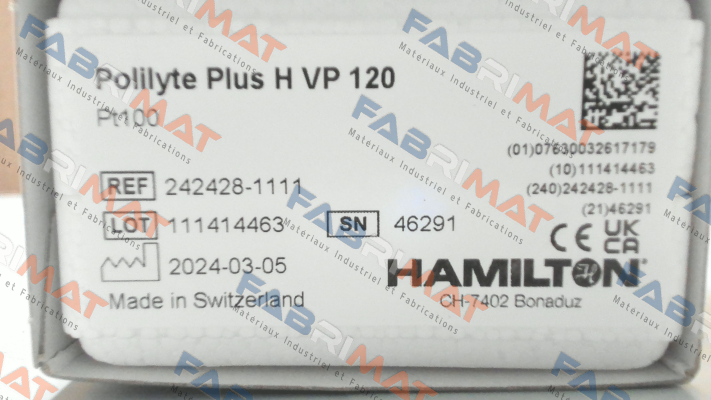 Polilyte Plus H VP 120
Pt100
(01)07630032617179
(10)111414463
(240)242428-1111
(21)46291
REF 242428-1111
LOT 111414463 SN 46291
CE UK CA
2024-03-05
HAMILTON®
Made in Switzerland
CH-7402 Bonaduz
FABRIMAT
Materiaux Industriel et Fabrications